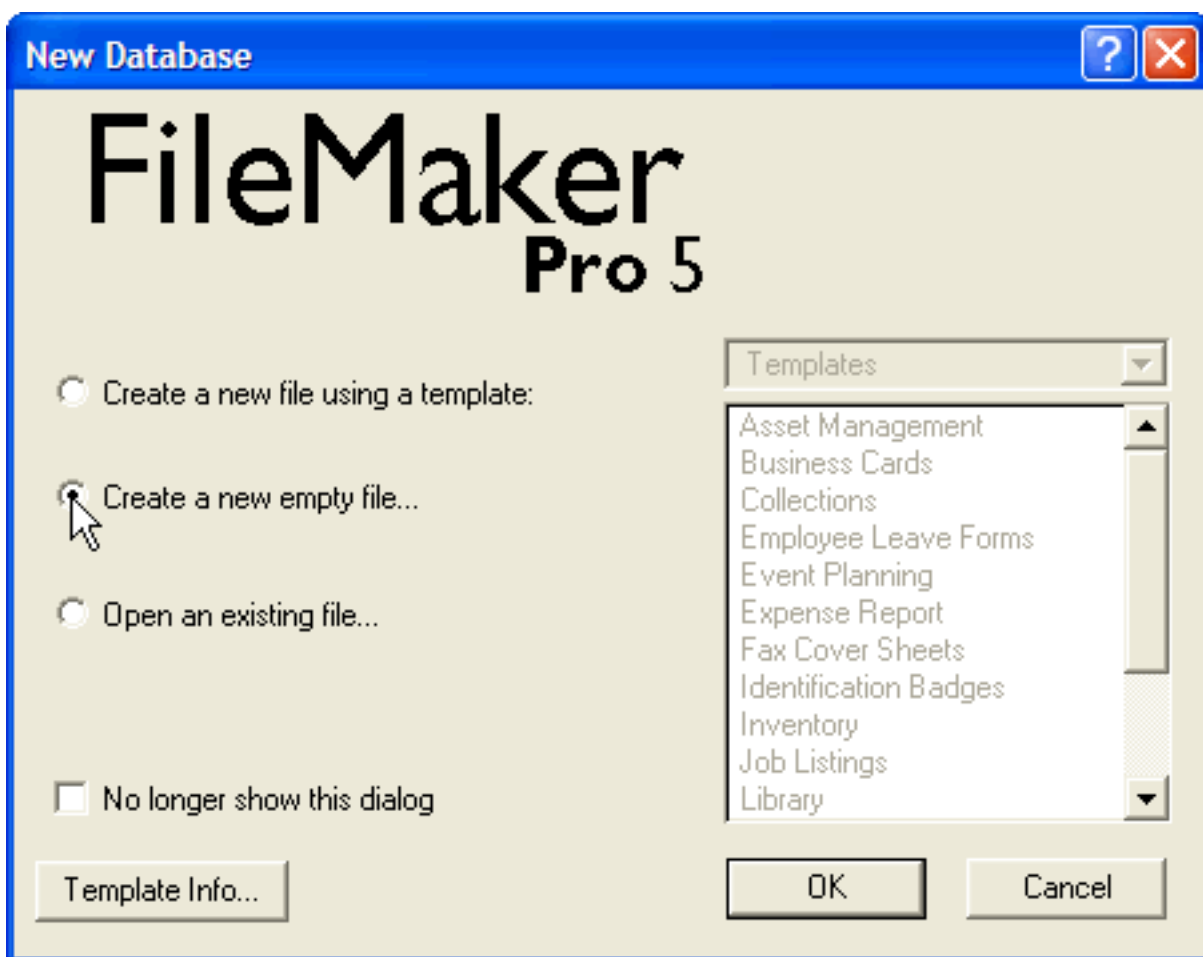 New Database
FileMaker
Pro 5
Create a new file using a template:
Create a new empty file...
Open an existing file...
No longer show this dialog
Template Info...
Templates
Asset Management
Business Cards
Collections
Employee Leave Forms
Event Planning
Expense Report
Fax Cover Sheets
Identification Badges
Inventory
Job Listings
Library
OK
Cancel